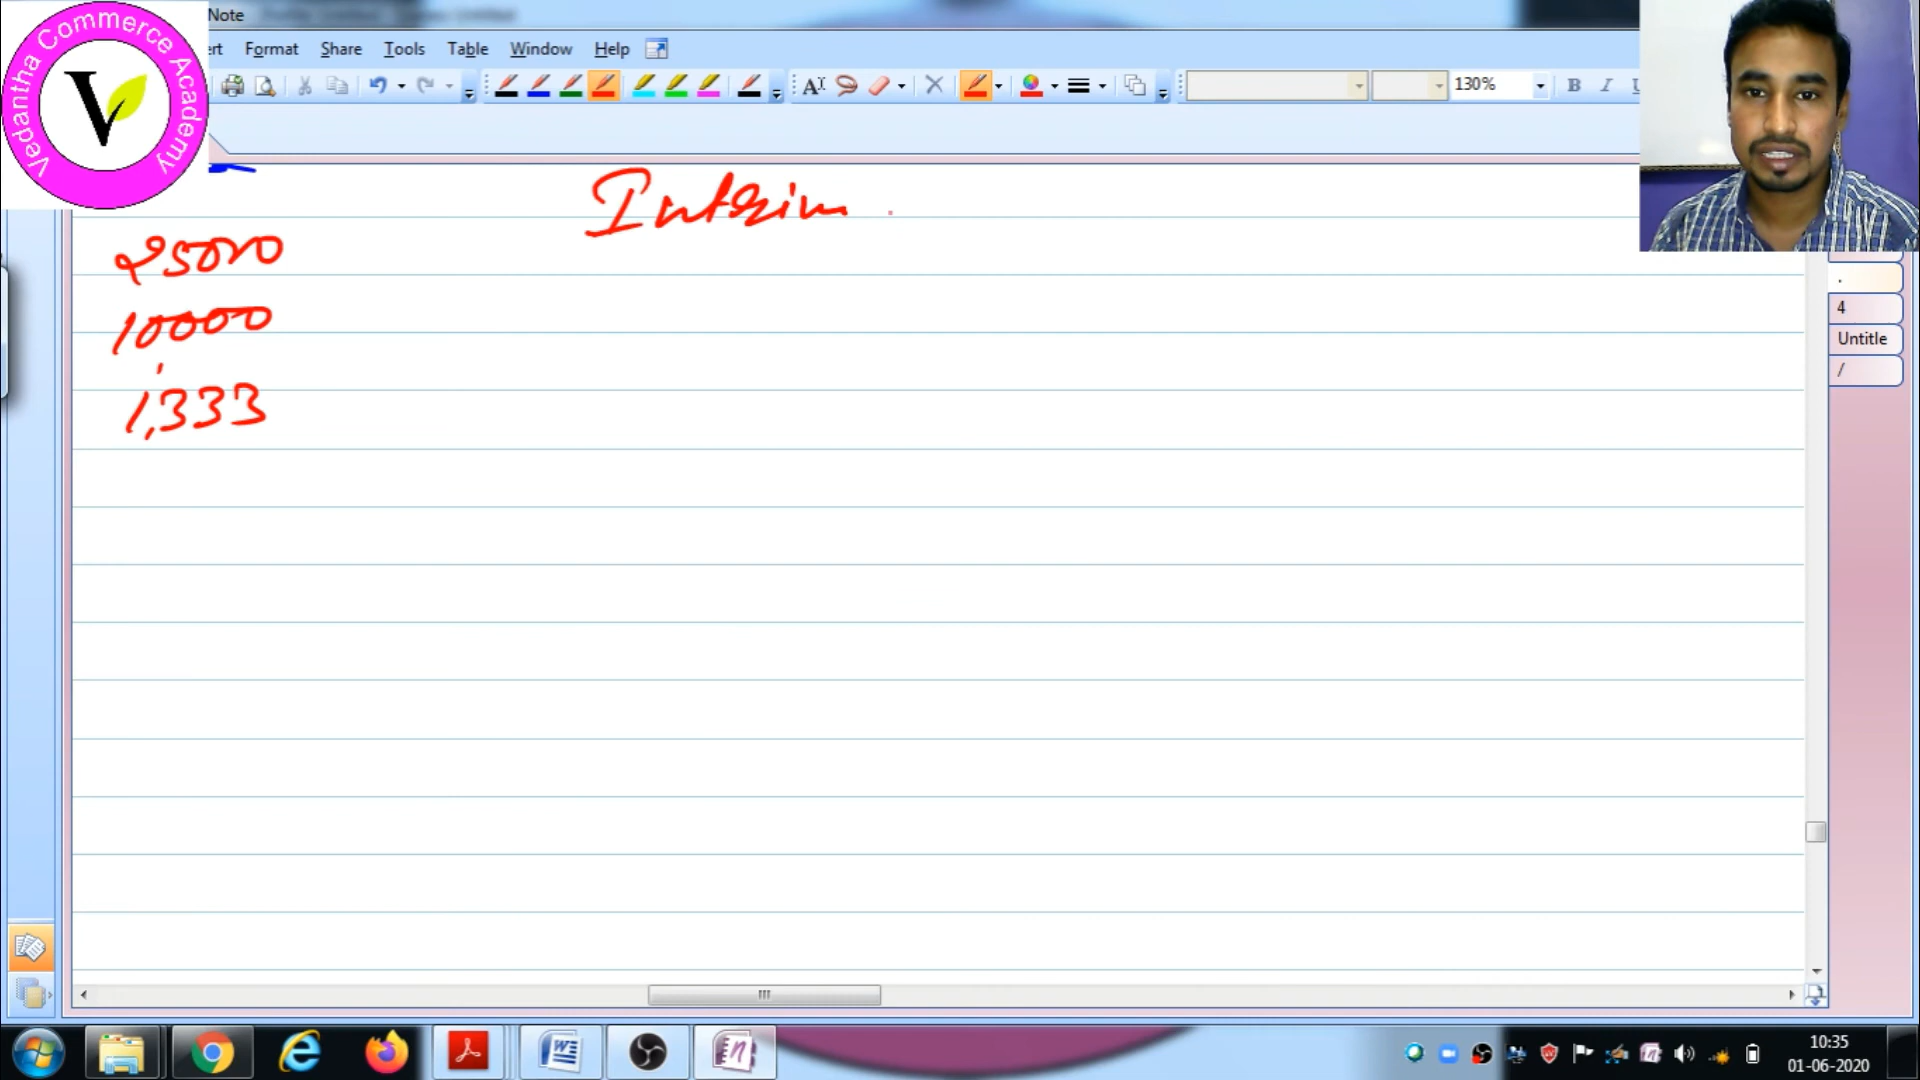 Vedantha Commerce Academy
V
Note
rt Format Share Tools Table Window Help
A 130% B I U
Interim
25000
10000
1,333
.
4
Untitle
/
10:35
01-06-2020